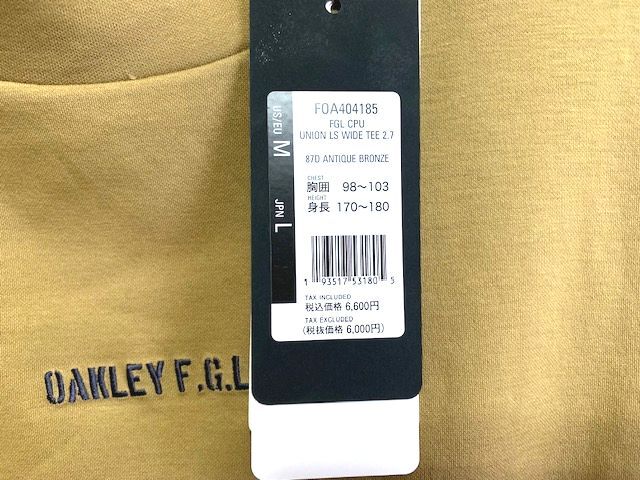 FOA404185
FGL CPU
UNION LS WIDE TEE 2.7
87D ANTIQUE BRONZE
US/EU M
JPN L
CHEST
胸囲 98～103
HEIGHT
身長 170～180
1 93517 53180 5
TAX INCLUDED
税込価格 6,600円
TAX EXCLUDED
(税抜価格 6,000円)
OAKLEY F.G.L